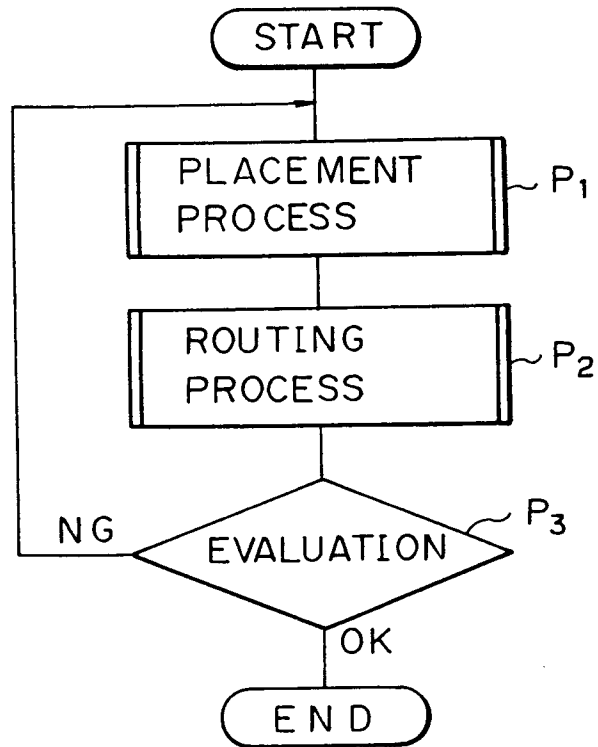 START
PLACEMENT
PROCESS
P1
ROUTING
PROCESS
P2
EVALUATION
P3
NG
OK
END